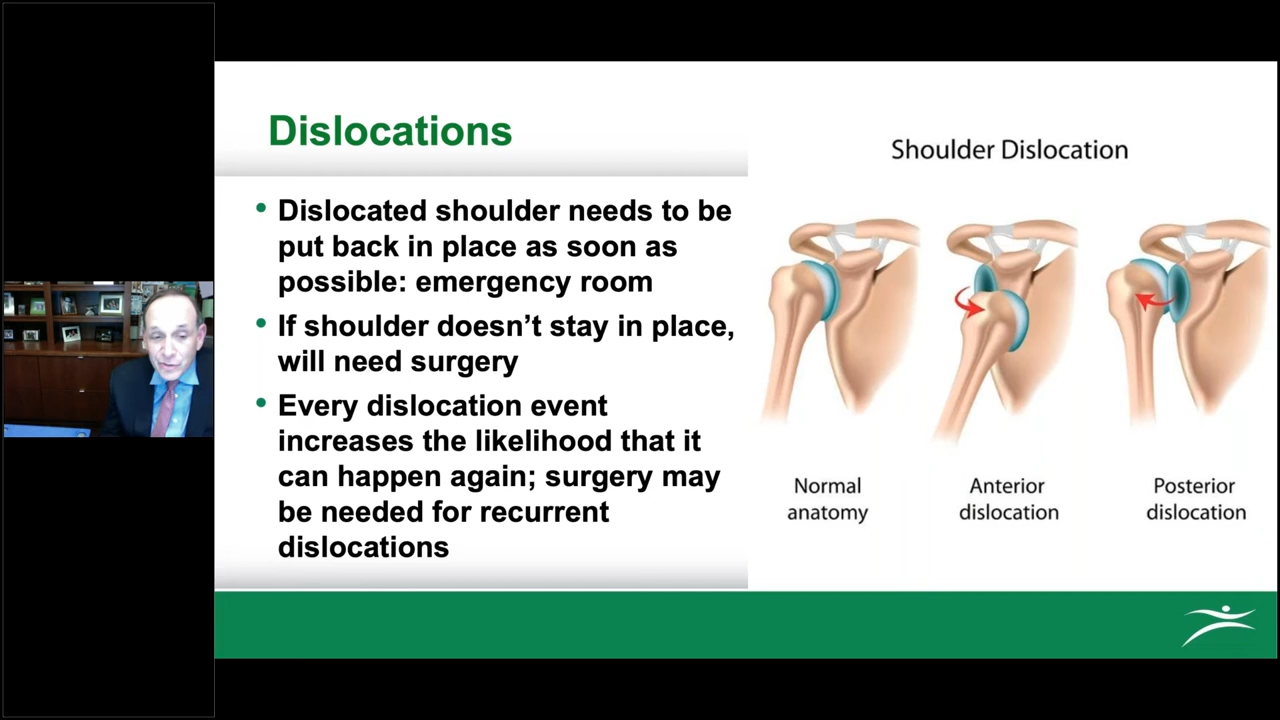 Dislocations
• Dislocated shoulder needs to be
put back in place as soon as
possible: emergency room
• If shoulder doesn’t stay in place,
will need surgery
• Every dislocation event
increases the likelihood that it
can happen again; surgery may
be needed for recurrent
dislocations
Shoulder Dislocation
Normal
anatomy
Anterior
dislocation
Posterior
dislocation